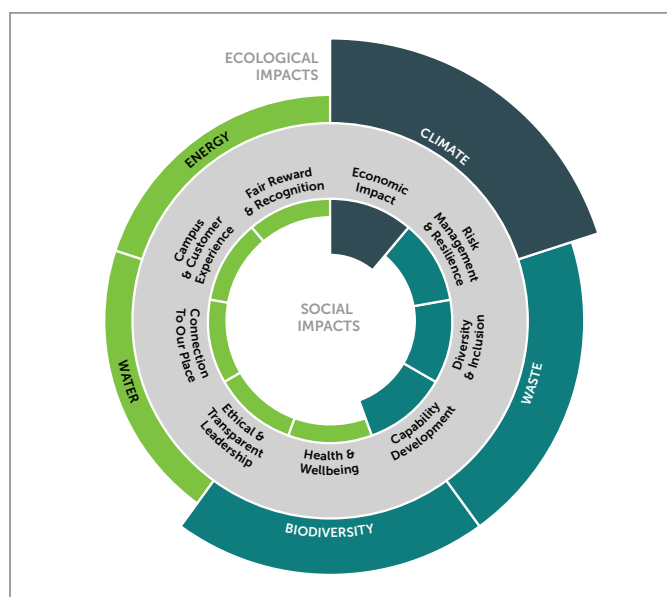 ECOLOGICAL
IMPACTS
CLIMATE
WASTE
BIODIVERSITY
WATER
ENERGY
Economic
Impact
Risk
Management
& Resilience
Diversity
& Inclusion
Capability
Development
Health &
Wellbeing
Ethical &
Transparent
Leadership
Connection
To Our Place
Campus
& Customer
Experience
Fair Reward
& Recognition
SOCIAL
IMPACTS